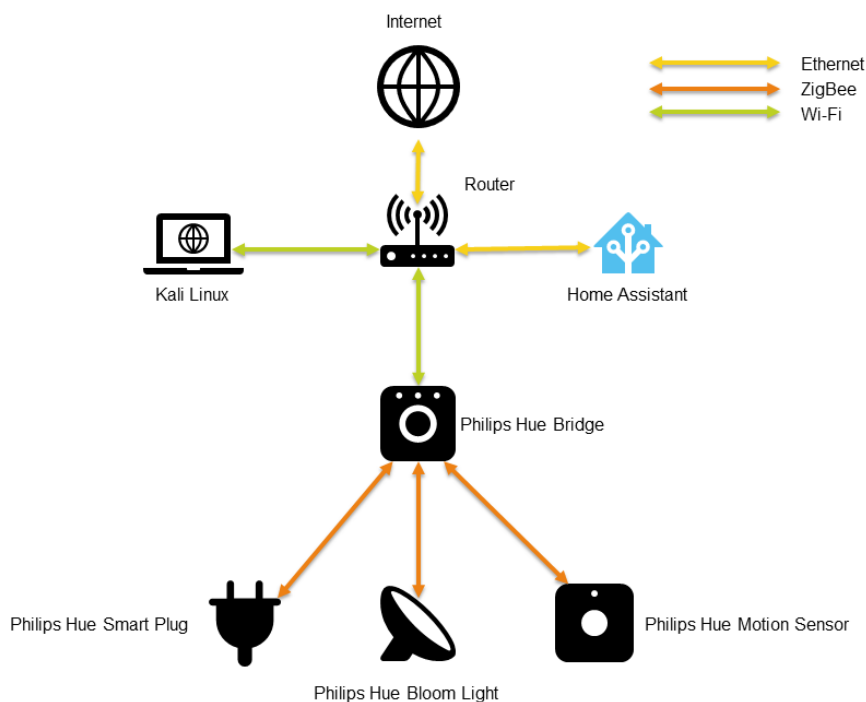 Internet
Ethernet
ZigBee
Wi-Fi
Router
Kali Linux
Home Assistant
Philips Hue Bridge
Philips Hue Smart Plug
Philips Hue Motion Sensor
Philips Hue Bloom Light